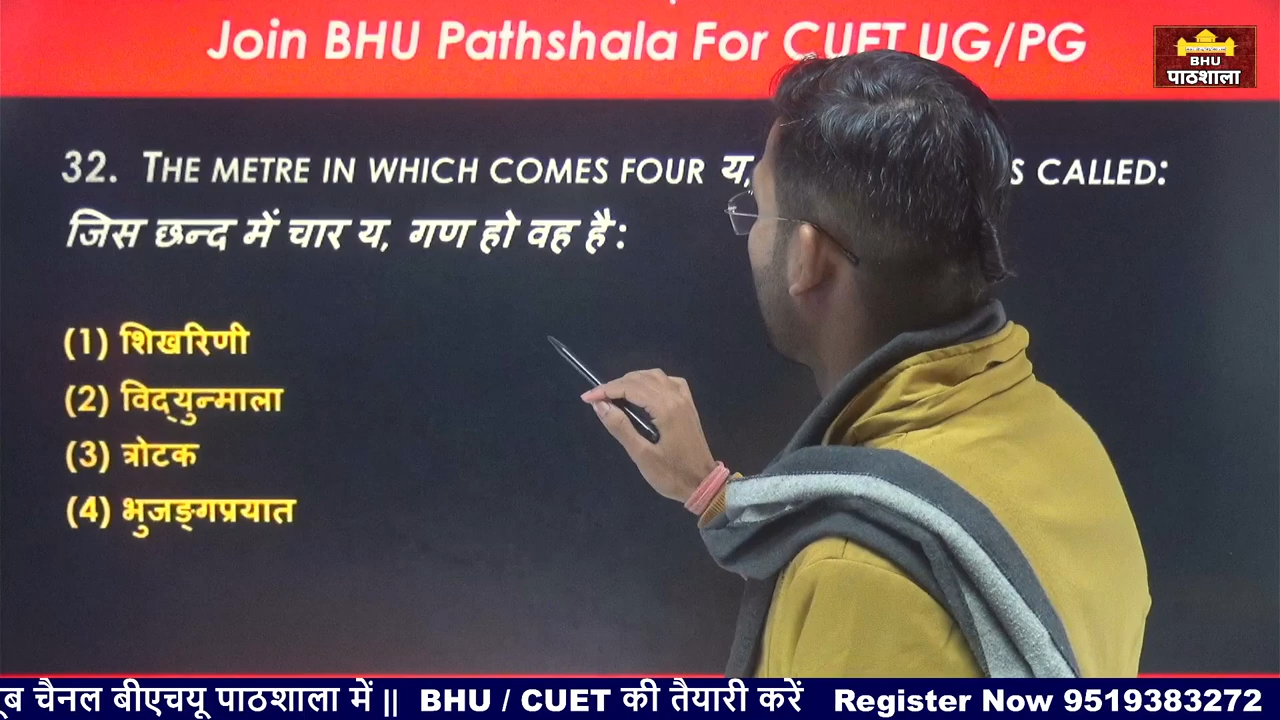 Join BHU Pathshala For CUET UG/PG
BHU
पाठशाला
32. THE METRE IN WHICH COMES FOUR य, S CALLED:
जिस छन्द में चार य, गण हो वह है :
(1) शिखरिणी
(2) विद्युन्माला
(3) त्रोटक
(4) भुजङ्गप्रयात
ूब चैनल बीएचयू पाठशाला में || BHU / CUET की तैयारी करें Register Now 9519383272